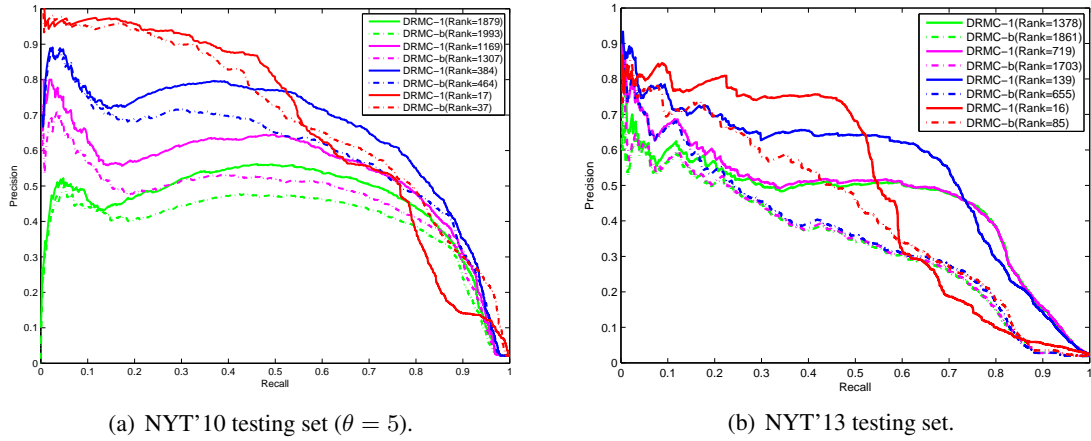 DRMC-1(Rank=1879)
DRMC-b(Rank=1993)
DRMC-1(Rank=1169)
DRMC-b(Rank=1307)
DRMC-1(Rank=384)
DRMC-b(Rank=464)
DRMC-1(Rank=17)
DRMC-b(Rank=37)
1
0.9
0.8
0.7
0.6
0.5
0.4
0.3
0.2
0.1
0
Precision
0 0.1 0.2 0.3 0.4 0.5 0.6 0.7 0.8 0.9 1
Recall
(a) NYT'10 testing set (θ = 5).
DRMC-1(Rank=1378)
DRMC-b(Rank=1861)
DRMC-1(Rank=719)
DRMC-b(Rank=1703)
DRMC-1(Rank=139)
DRMC-b(Rank=655)
DRMC-1(Rank=16)
DRMC-b(Rank=85)
1
0.9
0.8
0.7
0.6
0.5
0.4
0.3
0.2
0.1
0
Precision
0 0.1 0.2 0.3 0.4 0.5 0.6 0.7 0.8 0.9 1
Recall
(b) NYT'13 testing set.